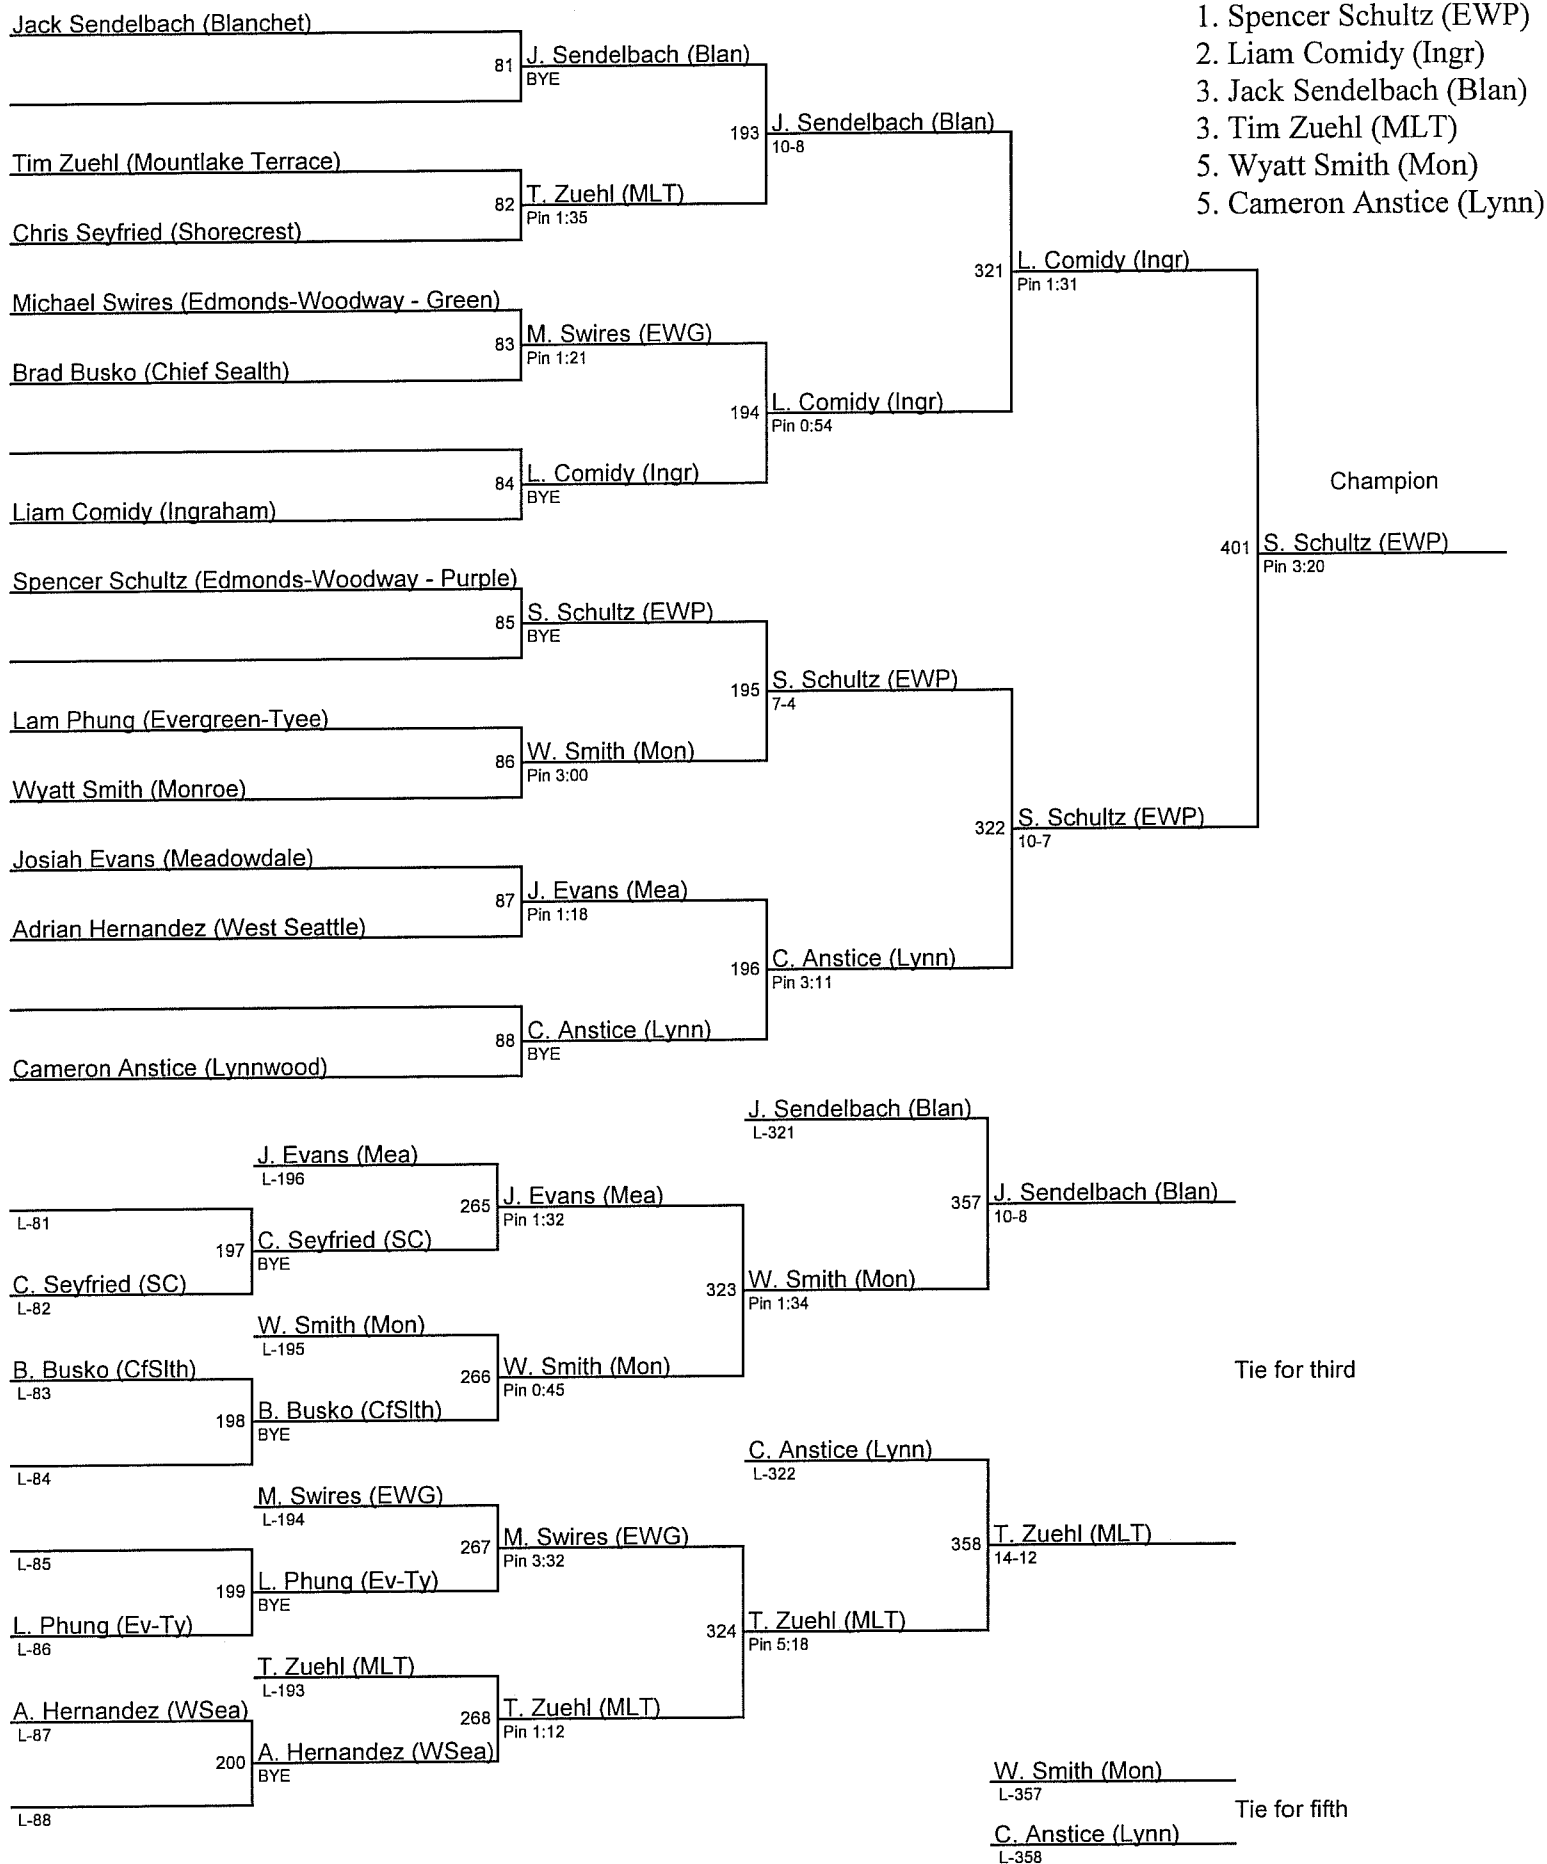 1. Spencer Schultz (EWP)
2. Liam Comidy (Ingr)
3. Jack Sendelbach (Blan)
3. Tim Zuehl (MLT)
5. Wyatt Smith (Mon)
5. Cameron Anstice (Lynn)
Jack Sendelbach (Blanchet)
81 J. Sendelbach (Blan)
BYE
193 J. Sendelbach (Blan)
10-8
Tim Zuehl (Mountlake Terrace)
82 T. Zuehl (MLT)
Pin 1:35
Chris Seyfried (Shorecrest)
321 L. Comidy (Ingr)
Pin 1:31
Michael Swires (Edmonds-Woodway - Green)
83 M. Swires (EWG)
Pin 1:21
Brad Busko (Chief Sealth)
194 L. Comidy (Ingr)
Pin 0:54
84 L. Comidy (Ingr)
BYE
Liam Comidy (Ingraham)
Champion
401 S. Schultz (EWP)
Pin 3:20
Spencer Schultz (Edmonds-Woodway - Purple)
85 S. Schultz (EWP)
BYE
195 S. Schultz (EWP)
7-4
Lam Phung (Evergreen-Tyee)
86 W. Smith (Mon)
Pin 3:00
Wyatt Smith (Monroe)
322 S. Schultz (EWP)
10-7
Josiah Evans (Meadowdale)
87 J. Evans (Mea)
Pin 1:18
Adrian Hernandez (West Seattle)
196 C. Anstice (Lynn)
Pin 3:11
88 C. Anstice (Lynn)
BYE
Cameron Anstice (Lynnwood)
J. Sendelbach (Blan)
L-321
J. Evans (Mea)
L-196
265 J. Evans (Mea)
Pin 1:32
357 J. Sendelbach (Blan)
10-8
L-81
197 C. Seyfried (SC)
BYE
C. Seyfried (SC)
L-82
323 W. Smith (Mon)
Pin 1:34
W. Smith (Mon)
L-195
266 W. Smith (Mon)
Pin 0:45
Tie for third
B. Busko (CfSlth)
L-83
198 B. Busko (CfSlth)
BYE
L-84
C. Anstice (Lynn)
L-322
M. Swires (EWG)
L-194
267 M. Swires (EWG)
Pin 3:32
358 T. Zuehl (MLT)
14-12
L-85
199 L. Phung (Ev-Ty)
BYE
L. Phung (Ev-Ty)
L-86
324 T. Zuehl (MLT)
Pin 5:18
T. Zuehl (MLT)
L-193
268 T. Zuehl (MLT)
Pin 1:12
A. Hernandez (WSea)
L-87
200 A. Hernandez (WSea)
BYE
L-88
W. Smith (Mon)
L-357
Tie for fifth
C. Anstice (Lynn)
L-358